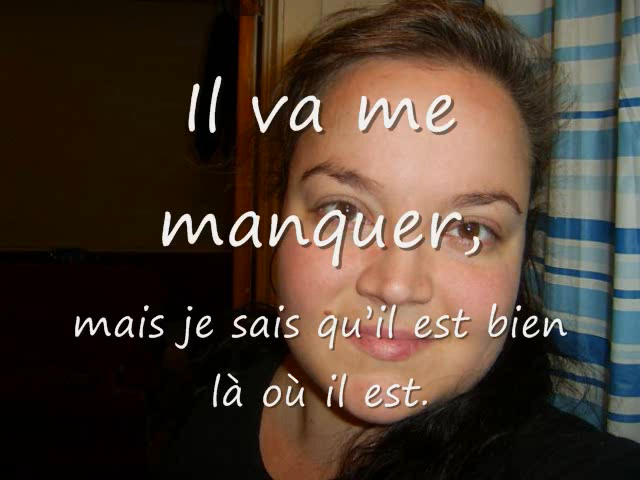 Il va me
manquer,
mais je sais qu’il est bien
là où il est.